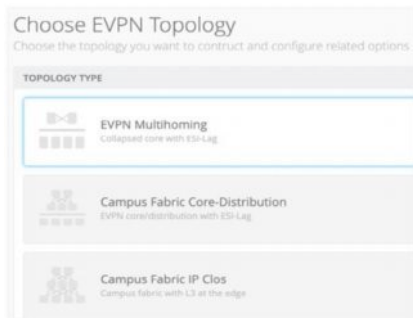 Choose EVPN Topology
Choose the topology you want to contruct and configure related options
TOPOLOGY TYPE
EVPN Multihoming
Collapsed core with ESI-Lag
Campus Fabric Core-Distribution
EVPN core/distribution with ESI-Lag
Campus Fabric IP Clos
Campus fabric with L3 at the edge